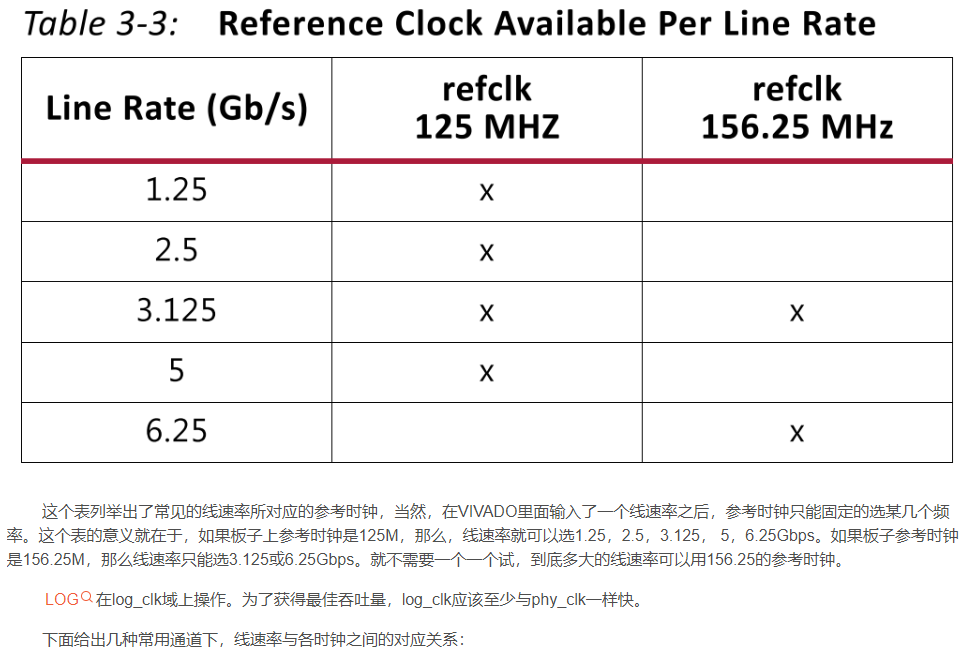 Table 3-3: Reference Clock Available Per Line Rate
Line Rate (Gb/s) refclk 125 MHZ refclk 156.25 MHz
1.25 x
2.5 x
3.125 x x
5 x
6.25 x
这个表列举出了常见的线速率所对应的参考时钟，当然，在VIVADO里面输入了一个线速率之后，参考时钟只能固定的选某几个频
率。这个表的意义就在于，如果板子上参考时钟是125M，那么，线速率就可以选1.25，2.5，3.125， 5，6.25Gbps。如果板子参考时钟
是156.25M，那么线速率只能选3.125或6.25Gbps。就不需要一个一个试，到底多大的线速率可以用156.25的参考时钟。
LOG在log_clk域上操作。为了获得最佳吞吐量，log_clk应该至少与phy_clk一样快。
下面给出几种常用通道下，线速率与各时钟之间的对应关系：